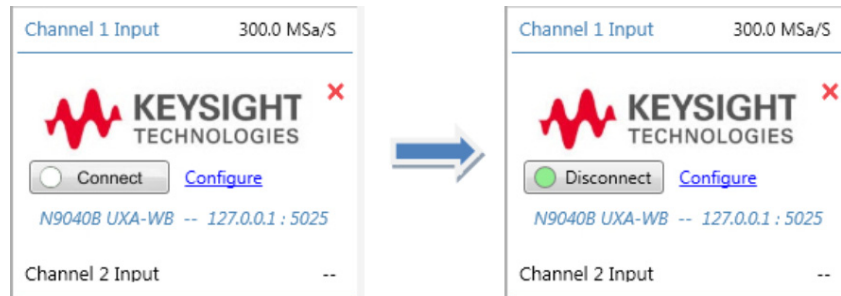 Channel 1 Input 300.0 MSa/S
KEYSIGHT
TECHNOLOGIES
Connect Configure
N9040B UXA-WB -- 127.0.0.1 : 5025
Channel 2 Input --
Channel 1 Input 300.0 MSa/S
KEYSIGHT
TECHNOLOGIES
Disconnect Configure
N9040B UXA-WB -- 127.0.0.1 : 5025
Channel 2 Input --